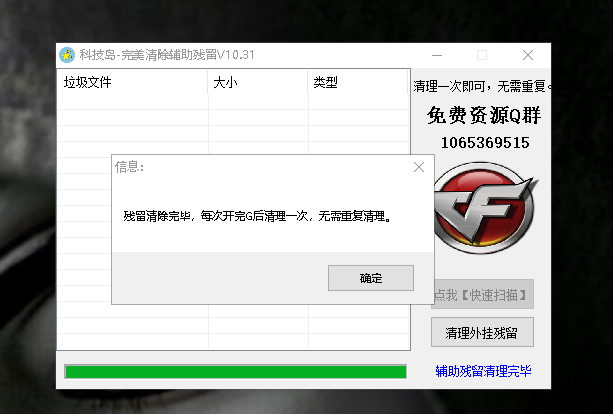 科技岛-完美清除辅助残留V10.31
垃圾文件 大小 类型
清理一次即可，无需重复。
免费资源Q群
1065369515
信息：
残留清除完毕，每次开完G后清理一次，无需重复清理。
确定
CF
点我【快速扫描】
清理外挂残留
辅助残留清理完毕